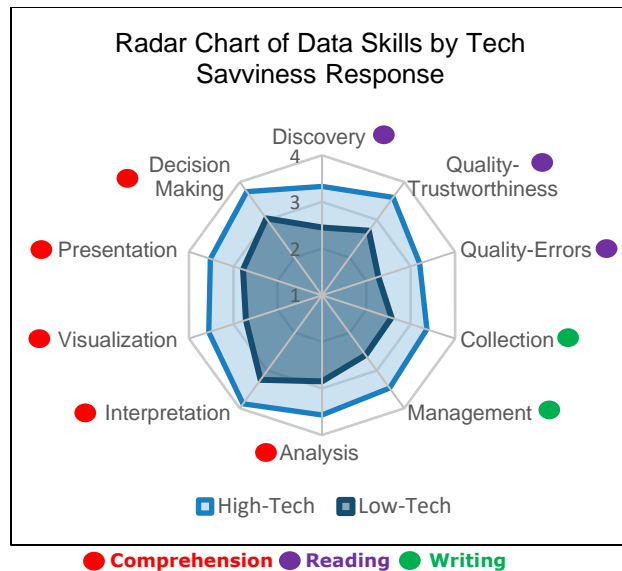 Radar Chart of Data Skills by Tech
Savviness Response
Discovery
Quality-
Trustworthiness
Quality-Errors
Collection
Management
Analysis
Interpretation
Visualization
Presentation
Decision
Making
4
3
2
1
High-Tech Low-Tech
Comprehension Reading Writing